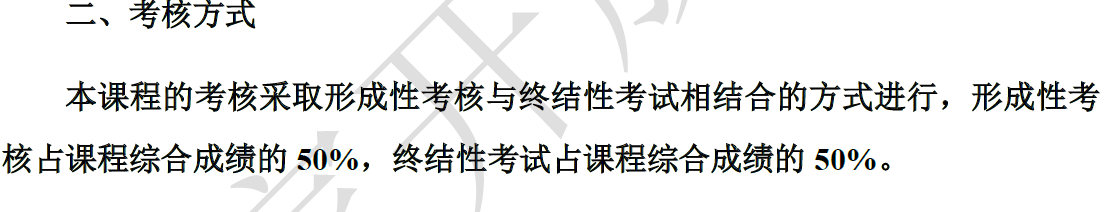 二、考核方式
本课程的考核采取形成性考核与终结性考试相结合的方式进行，形成性考
核占课程综合成绩的 50%，终结性考试占课程综合成绩的 50%。